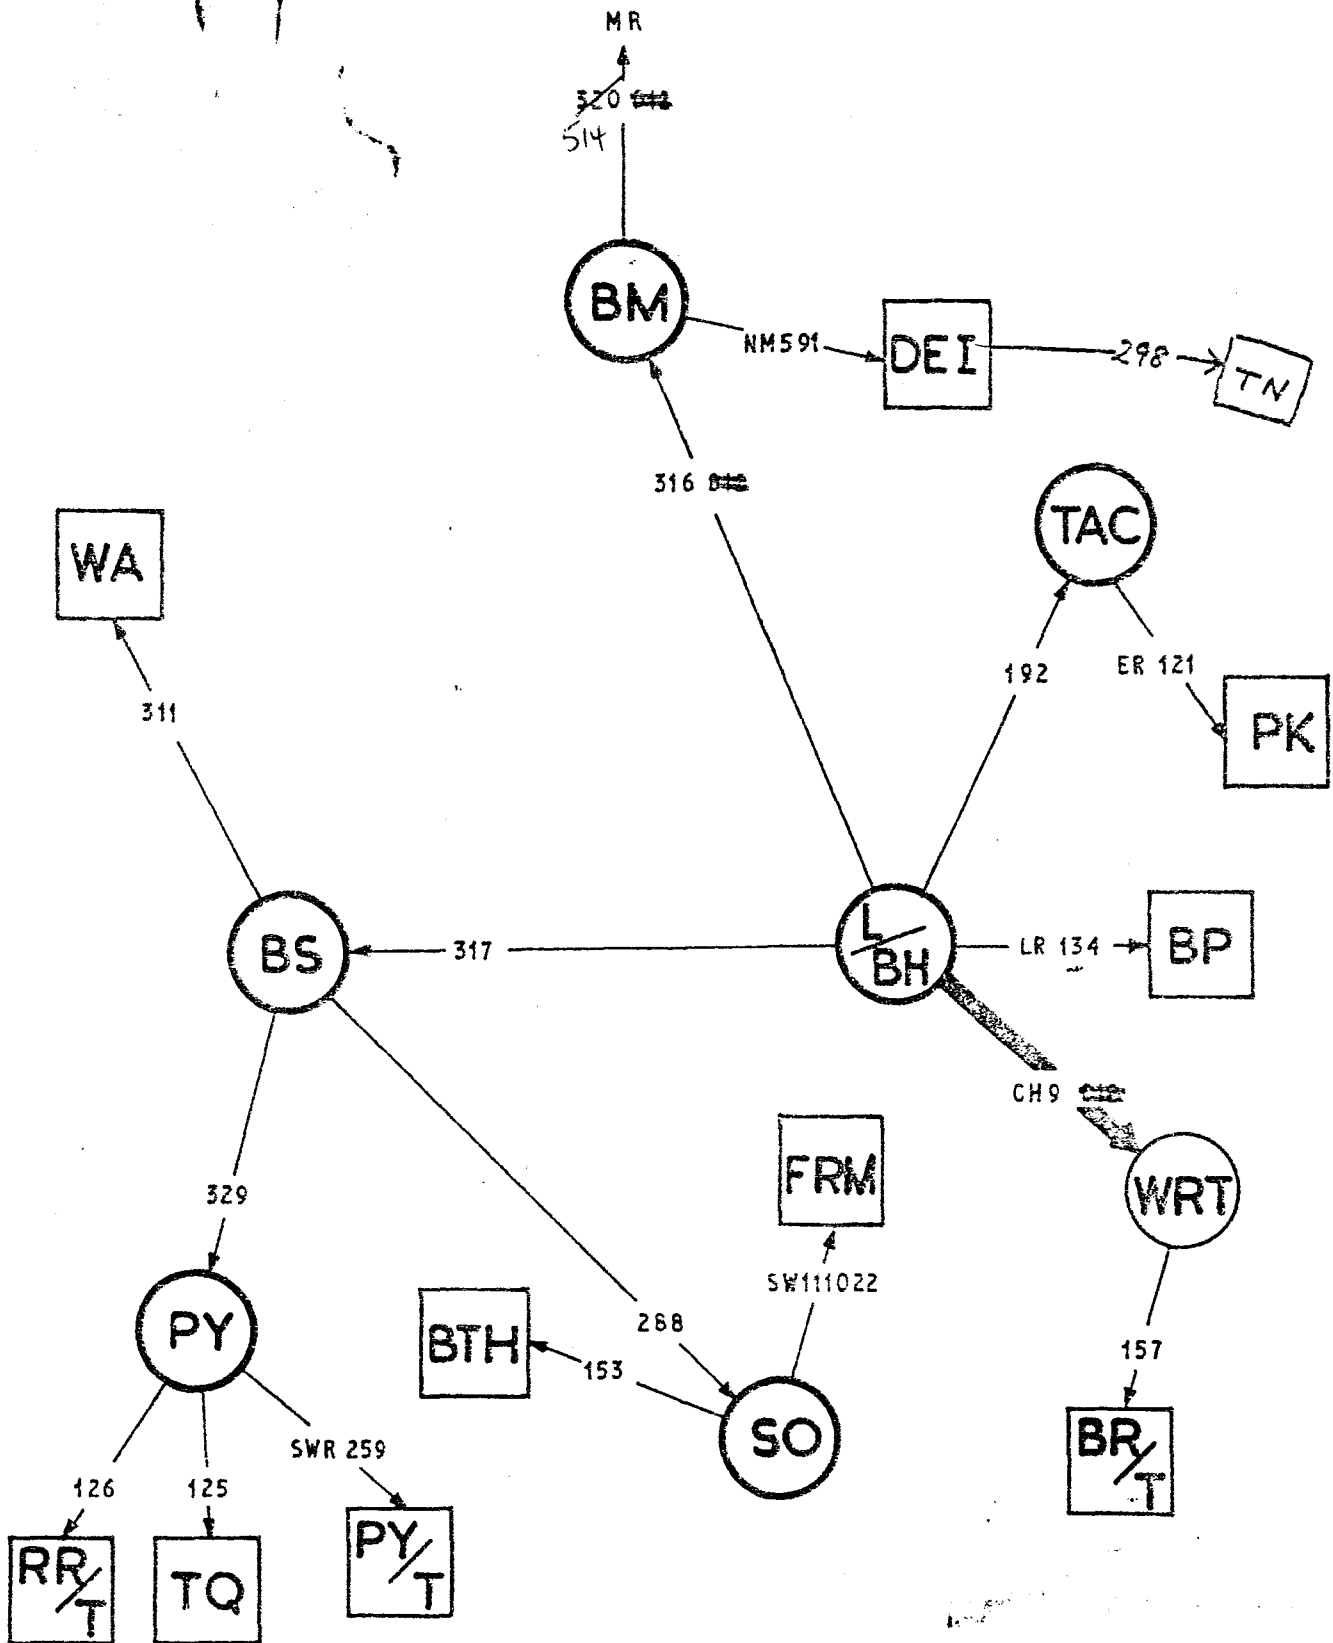 MR
320
514
BM
NM591
DEI
298
TN
316
TAC
WA
192
ER 121
311
PK
BS
317
L/BH
LR 134
BP
CH9
FRM
WRT
329
SW111022
PY
BTH
288
153
157
SO
BR/T
SWR 259
126
125
RR/T
TQ
PY/T